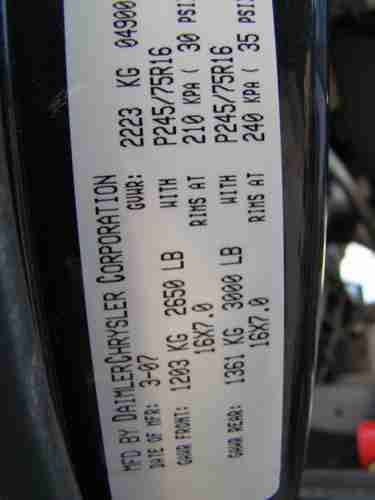 MFD BY DAIMLERCHRYSLER CORPORATION
DATE OF MFR: 3-07 GVWR: 2223 KG 04900
GAWR FRONT: 1203 KG 2650 LB WITH P245/75R16
16X7.0 RIMS AT 210 KPA ( 30 PSI
GAWR REAR: 1361 KG 3000 LB WITH P245/75R16
16X7.0 RIMS AT 240 KPA ( 35 PSI